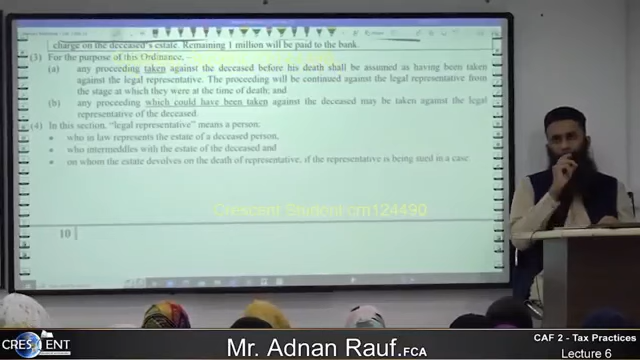 charge on the deceased's estate. Remaining 1 million will be paid to the bank.
(3) For the purpose of this Ordinance, –
(a) any proceeding taken against the deceased before his death shall be assumed as having been taken
against the legal representative. The proceeding will be continued against the legal representative from
the stage at which they were at the time of death; and
(b) any proceeding which could have been taken against the deceased may be taken against the legal
representative of the deceased.
(4) In this section, "legal representative" means a person:
• who in law represents the estate of a deceased person,
• who intermeddles with the estate of the deceased and
• on whom the estate devolves on the death of representative, if the representative is being sued in a case.
Crescent Student cm124490
10
CRESCENT
Mr. Adnan Rauf.FCA
CAF 2 - Tax Practices
Lecture 6